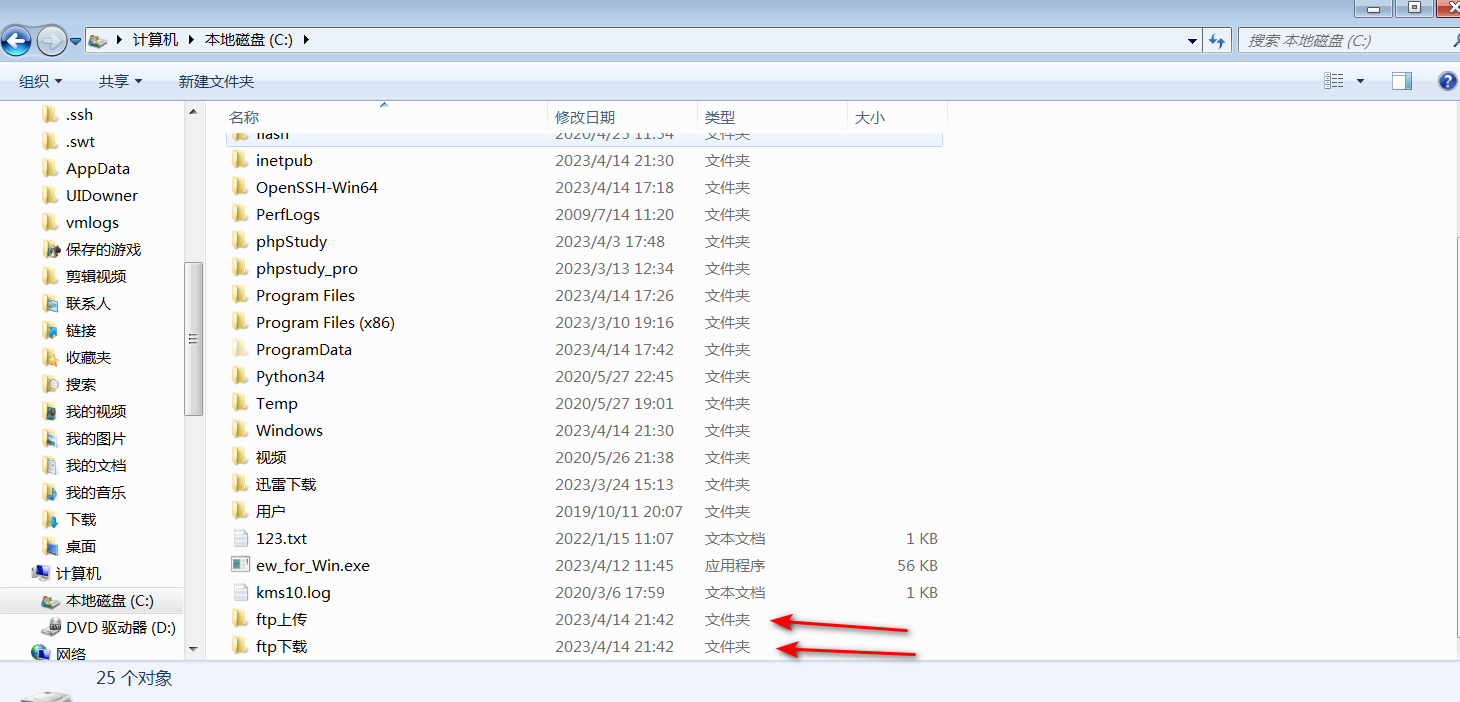 计算机 本地磁盘 (C:)
搜索 本地磁盘 (C:)
组织 共享 新建文件夹
.ssh
.swt
AppData
UIDowner
vmlogs
保存的游戏
剪辑视频
联系人
链接
收藏夹
搜索
我的视频
我的图片
我的文档
我的音乐
下载
桌面
计算机
本地磁盘 (C:)
DVD 驱动器 (D:)
网络
名称 修改日期 类型 大小
flash 2020/4/25 11:54 文件夹
inetpub 2023/4/14 21:30 文件夹
OpenSSH-Win64 2023/4/14 17:18 文件夹
PerfLogs 2009/7/14 11:20 文件夹
phpStudy 2023/4/3 17:48 文件夹
phpstudy_pro 2023/3/13 12:34 文件夹
Program Files 2023/4/14 17:26 文件夹
Program Files (x86) 2023/3/10 19:16 文件夹
ProgramData 2023/4/14 17:42 文件夹
Python34 2020/5/27 22:45 文件夹
Temp 2020/5/27 19:01 文件夹
Windows 2023/4/14 21:30 文件夹
视频 2020/5/26 21:38 文件夹
迅雷下载 2023/3/24 15:13 文件夹
用户 2019/10/11 20:07 文件夹
123.txt 2022/1/15 11:07 文本文档 1 KB
ew_for_Win.exe 2023/4/12 11:45 应用程序 56 KB
kms10.log 2020/3/6 17:59 文本文档 1 KB
ftp上传 2023/4/14 21:42 文件夹
ftp下载 2023/4/14 21:42 文件夹
25 个对象